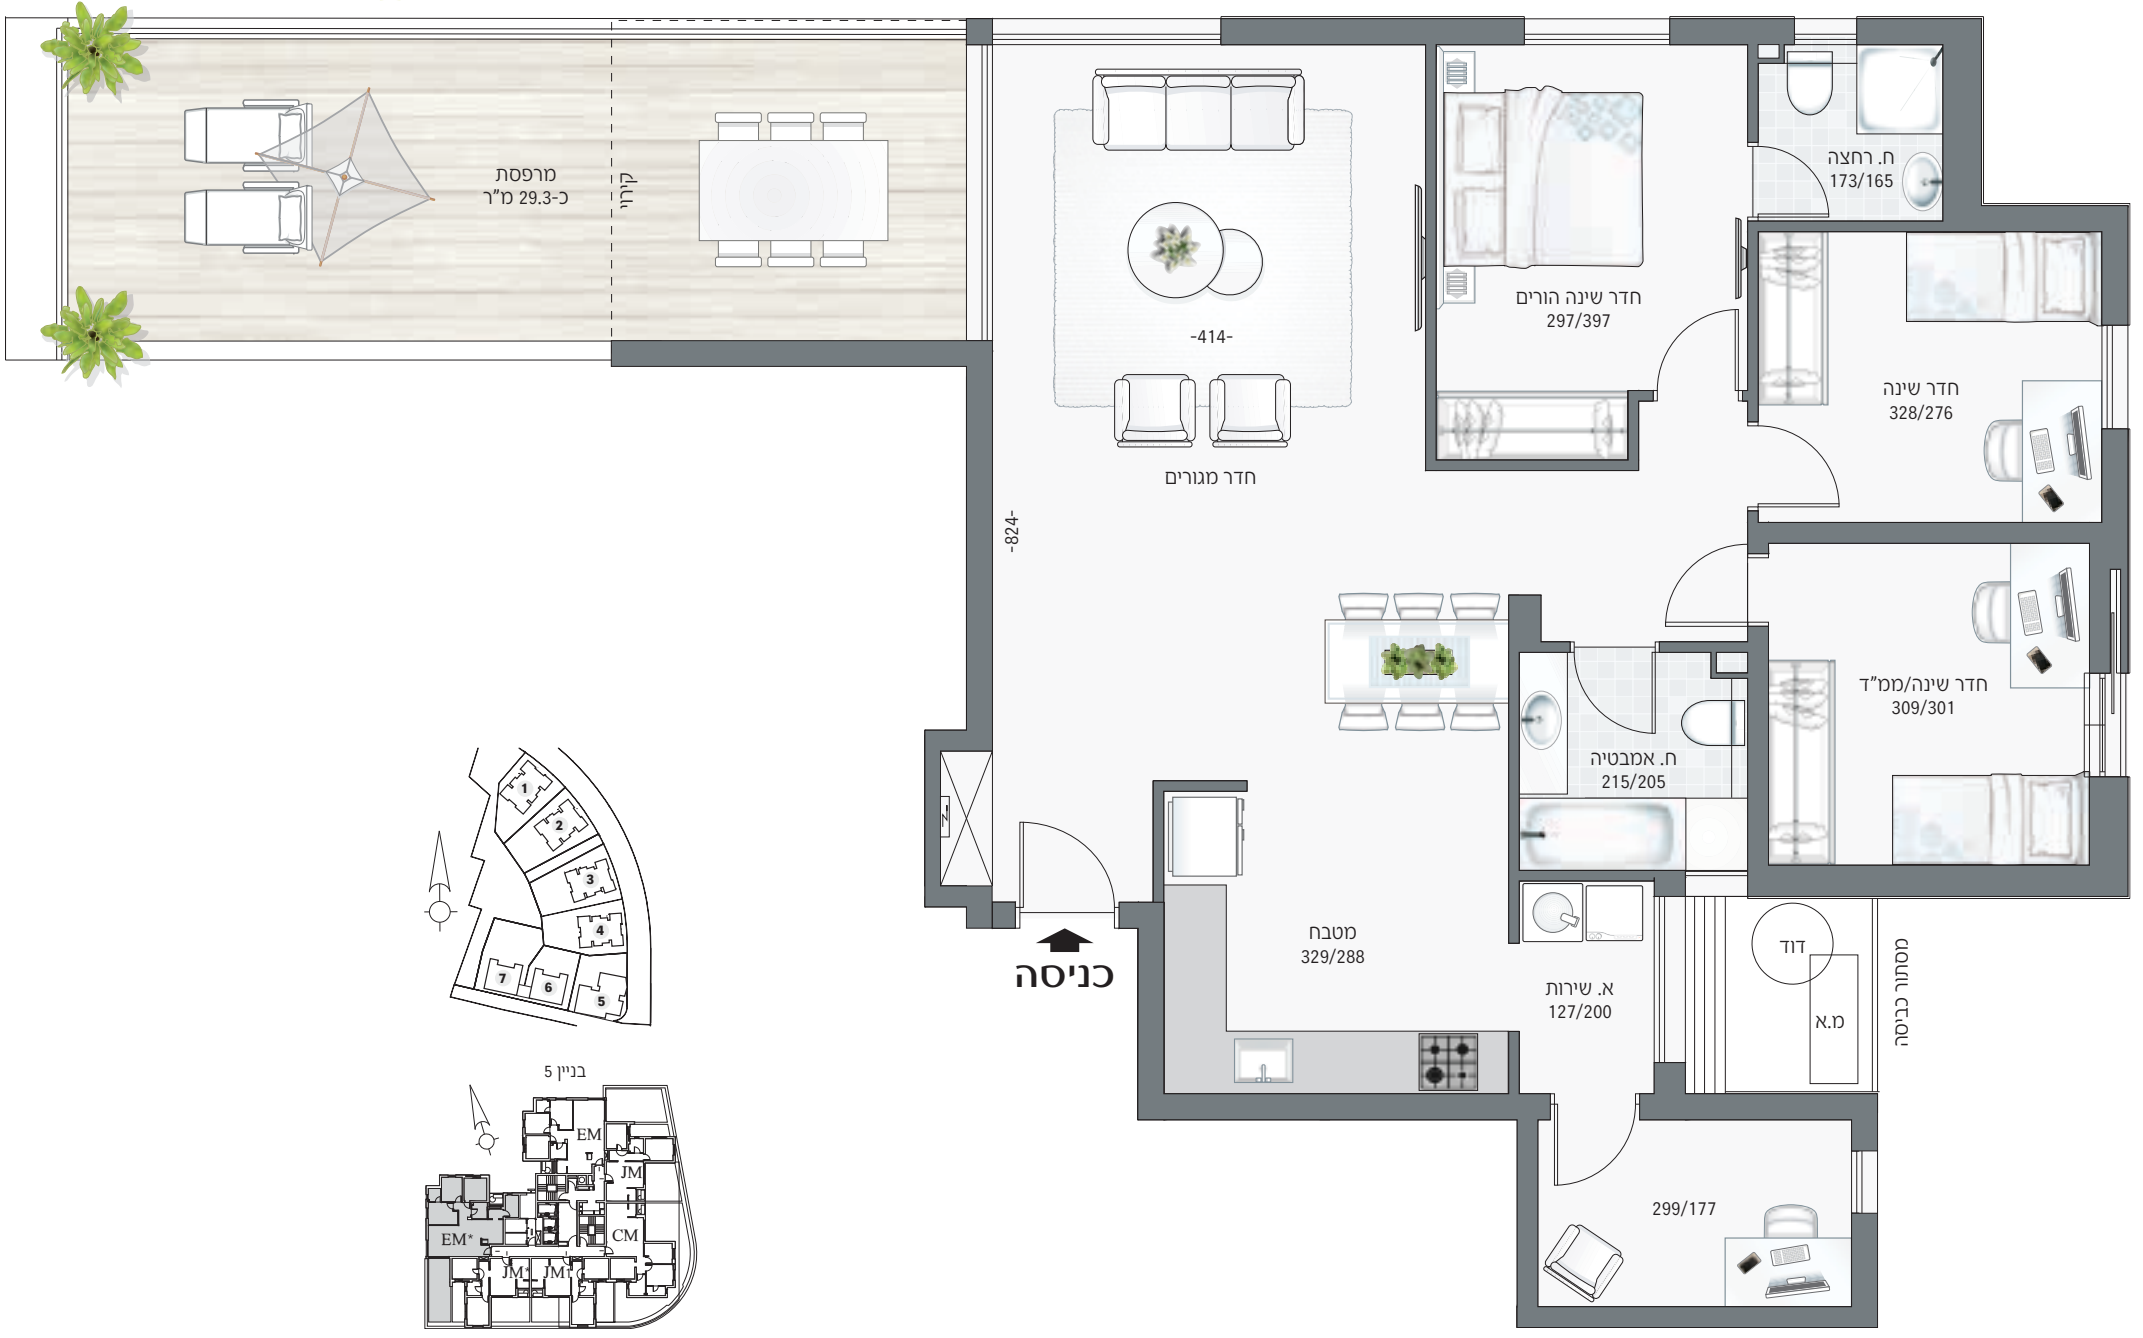 מרפסת
כ-29.3 מ"ר
קירוי
ח. רחצה
173/165
חדר שינה הורים
297/397
-414-
חדר שינה
328/276
חדר מגורים
-824-
חדר שינה/ממ"ד
309/301
ח. אמבטיה
215/205
מטבח
329/288
כניסה
א. שירות
127/200
דוד
מ.א
מסתור כביסה
299/177
1
2
3
4
5
6
7
בניין 5
EM
JM
CM
EM*
JM*